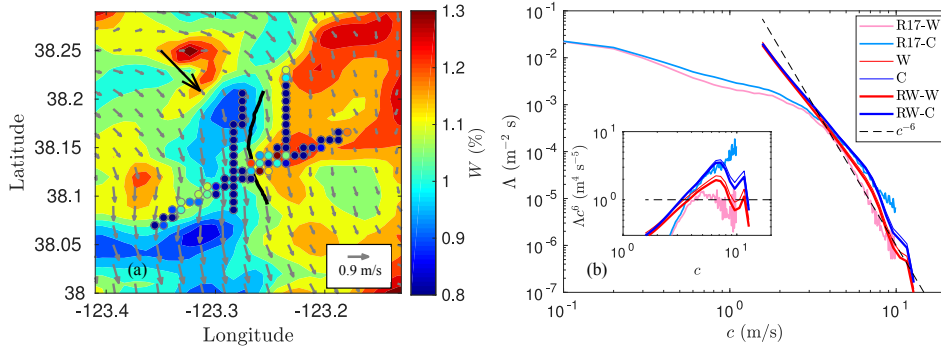 38.25
38.2
38.15
38.1
38.05
38
Latitude
-123.4
-123.3
-123.2
Longitude
(a)
0.9 m/s
1.3
1.2
1.1
1
0.9
0.8
W (%)
10^-1
10^-2
10^-3
10^-4
10^-5
10^-6
10^-7
Λ (m^-2 s)
10^-1
10^0
10^1
c (m/s)
(b)
R17-W
R17-C
W
C
RW-W
RW-C
c^-6
10^1
10^0
Λc^6 (m^4 s^-5)
10^0
10^1
c